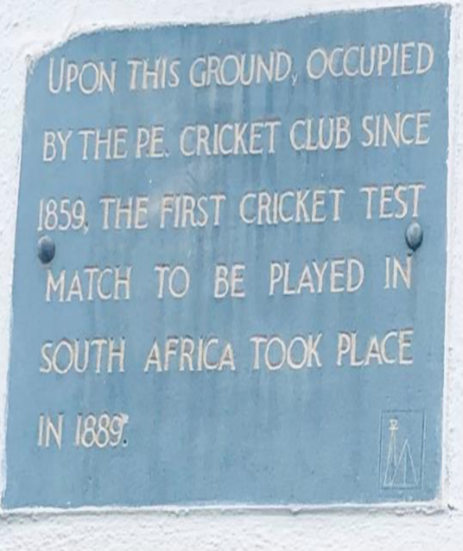 UPON THIS GROUND, OCCUPIED
BY THE P.E. CRICKET CLUB SINCE
1859, THE FIRST CRICKET TEST
MATCH TO BE PLAYED IN
SOUTH AFRICA TOOK PLACE
IN 1889.